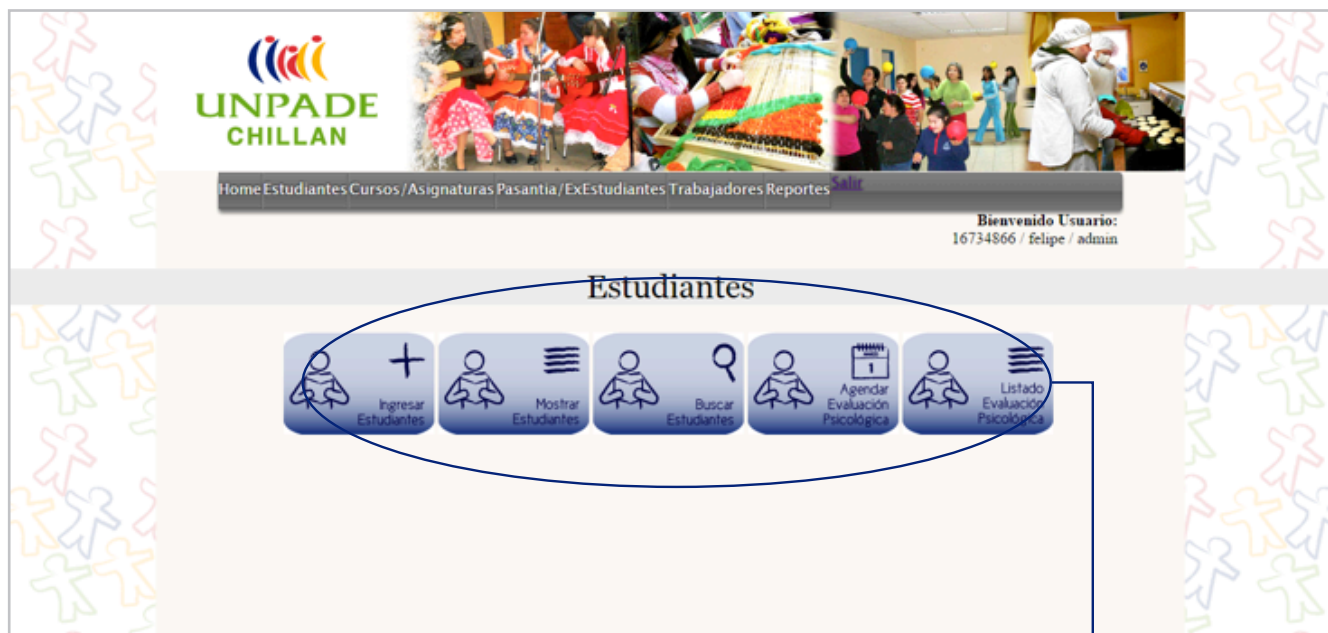 UNPADE
CHILLAN
Home Estudiantes Cursos/Asignaturas Pasantia/ExEstudiantes Trabajadores Reportes Salir
Bienvenido Usuario:
16734866 / felipe / admin
Estudiantes
Ingresar
Estudiantes
Mostrar
Estudiantes
Buscar
Estudiantes
1
Agendar
Evaluación
Psicológica
Listado
Evaluación
Psicológica